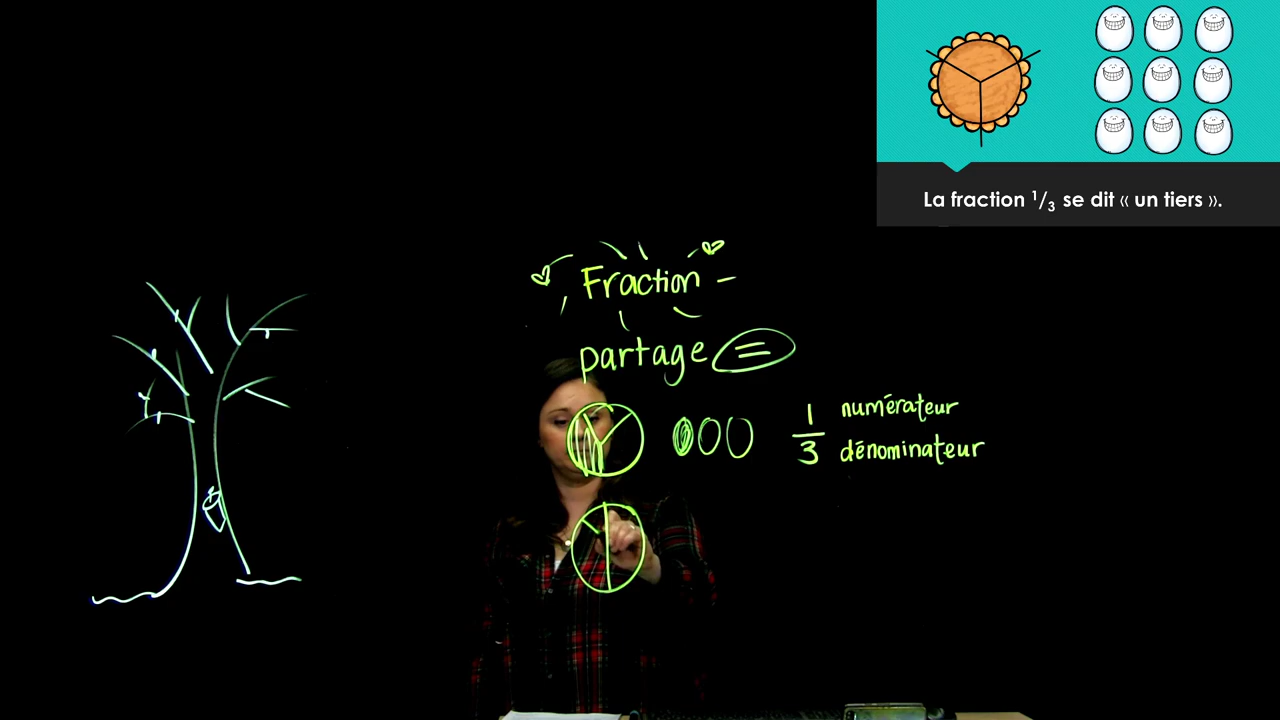 La fraction 1/3 se dit « un tiers ».
Fraction
partage =
1 numérateur
3 dénominateur